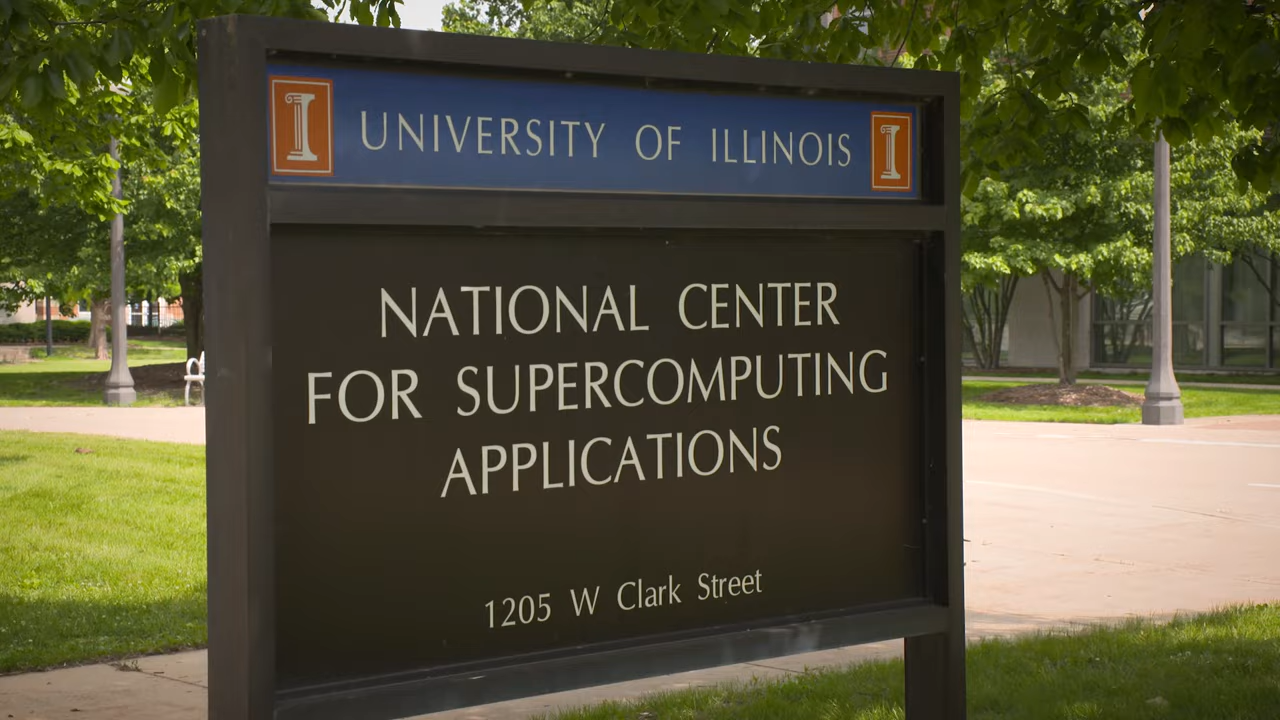 UNIVERSITY OF ILLINOIS
NATIONAL CENTER
FOR SUPERCOMPUTING
APPLICATIONS
1205 W Clark Street